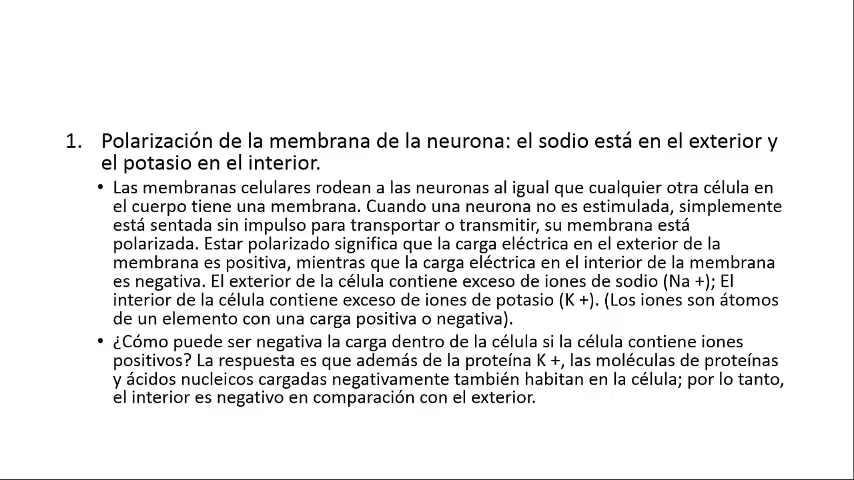 1. Polarización de la membrana de la neurona: el sodio está en el exterior y
el potasio en el interior.
• Las membranas celulares rodean a las neuronas al igual que cualquier otra célula en
el cuerpo tiene una membrana. Cuando una neurona no es estimulada, simplemente
está sentada sin impulso para transportar o transmitir, su membrana está
polarizada. Estar polarizado significa que la carga eléctrica en el exterior de la
membrana es positiva, mientras que la carga eléctrica en el interior de la membrana
es negativa. El exterior de la célula contiene exceso de iones de sodio (Na +); El
interior de la célula contiene exceso de iones de potasio (K +). (Los iones son átomos
de un elemento con una carga positiva o negativa).
• ¿Cómo puede ser negativa la carga dentro de la célula si la célula contiene iones
positivos? La respuesta es que además de la proteína K +, las moléculas de proteínas
y ácidos nucleicos cargadas negativamente también habitan en la célula; por lo tanto,
el interior es negativo en comparación con el exterior.